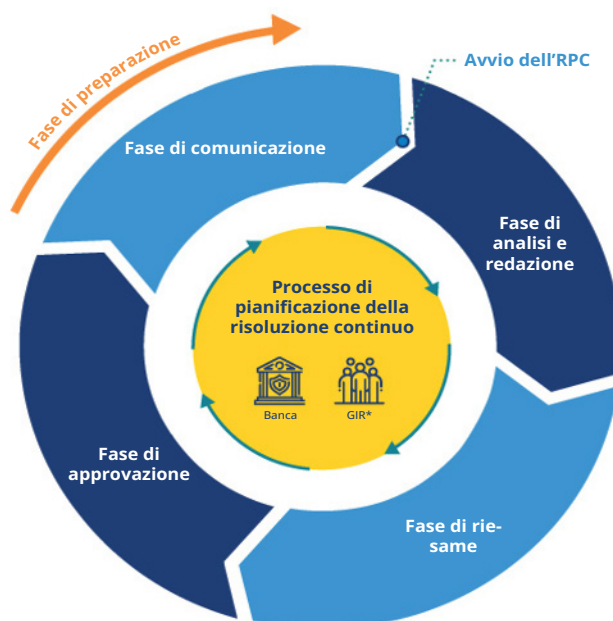 Fase di preparazione
Avvio dell'RPC
Fase di comunicazione
Fase di
analisi e
redazione
Processo di
pianificazione della
risoluzione continuo
Banca
GIR*
Fase di
approvazione
Fase di rie-
same